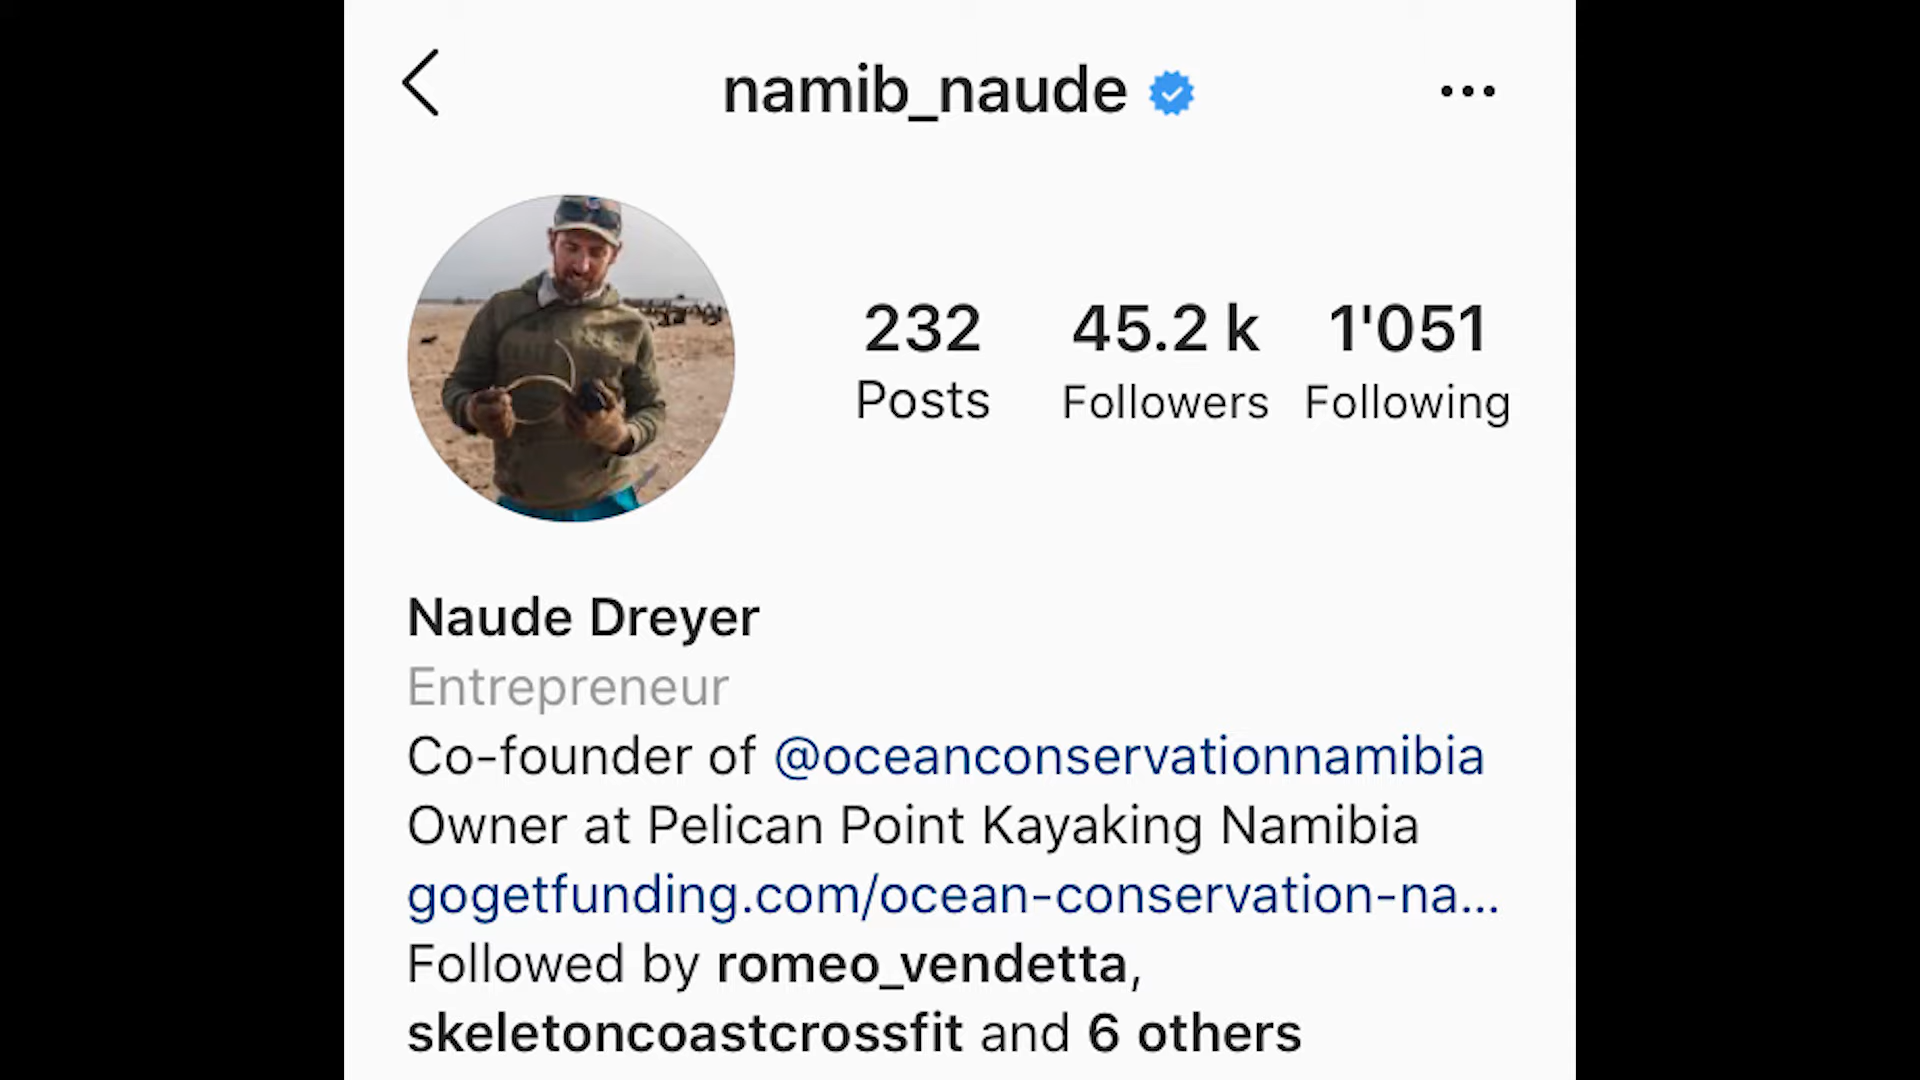 namib_naude
232 45.2 k 1'051
Posts Followers Following
Naude Dreyer
Entrepreneur
Co-founder of @oceanconservationnamibia
Owner at Pelican Point Kayaking Namibia
gogetfunding.com/ocean-conservation-na...
Followed by romeo_vendetta,
skeletoncoastcrossfit and 6 others